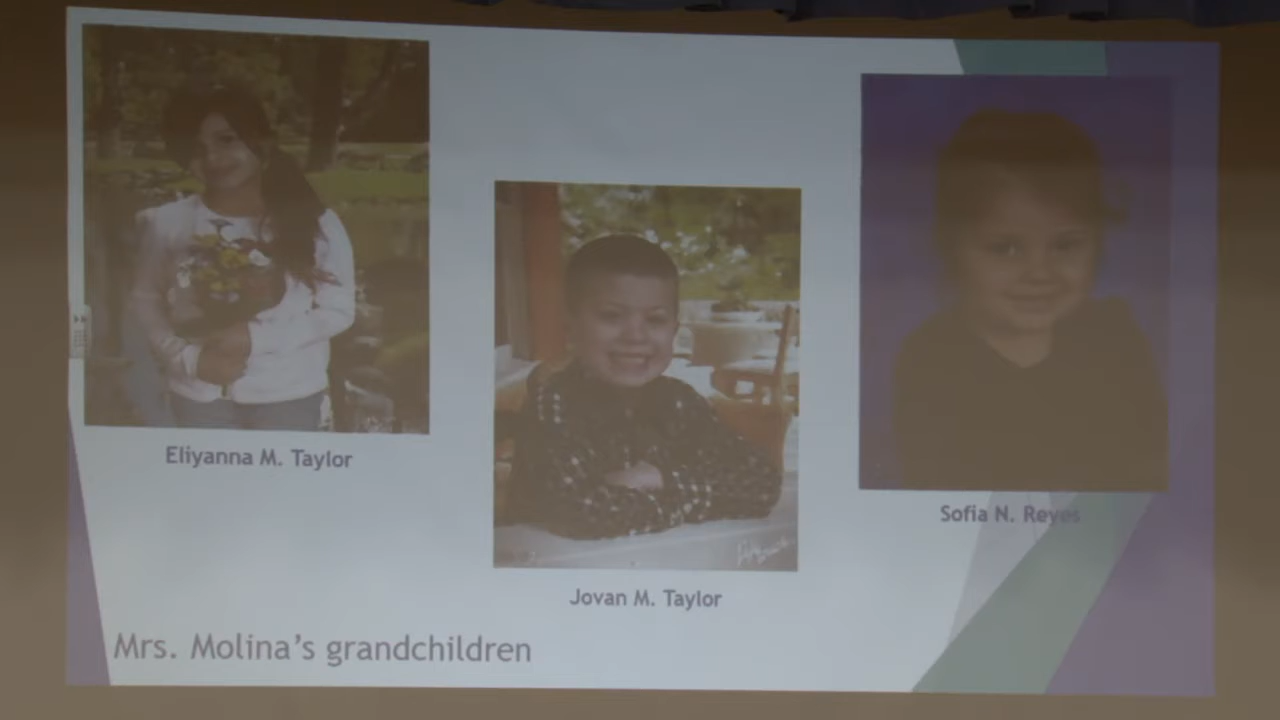 Eliyanna M. Taylor
Jovan M. Taylor
Sofia N. Reyes
Mrs. Molina's grandchildren